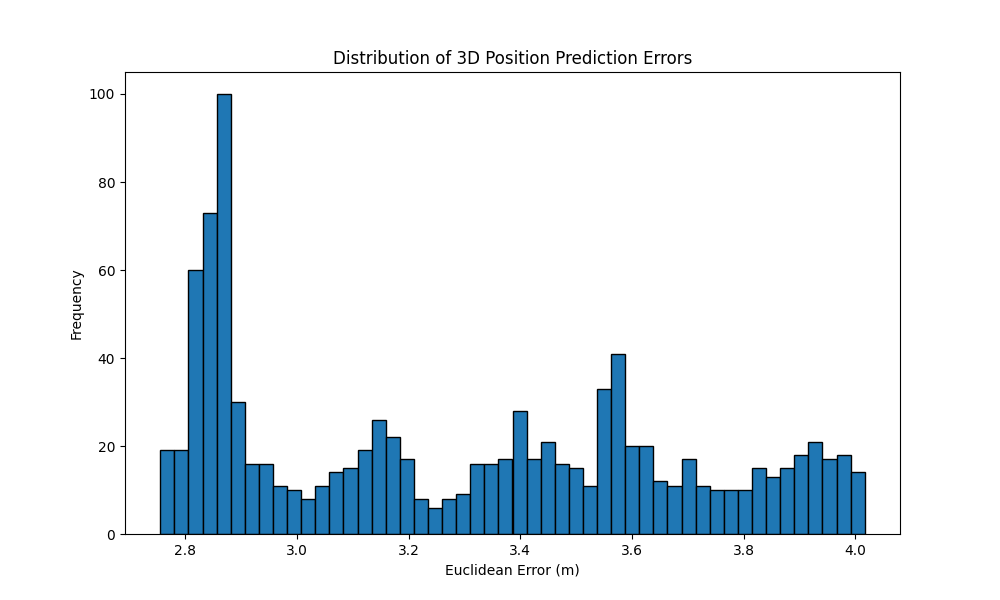 Distribution of 3D Position Prediction Errors
100
80
60
40
20
0
Frequency
2.8 3.0 3.2 3.4 3.6 3.8 4.0
Euclidean Error (m)